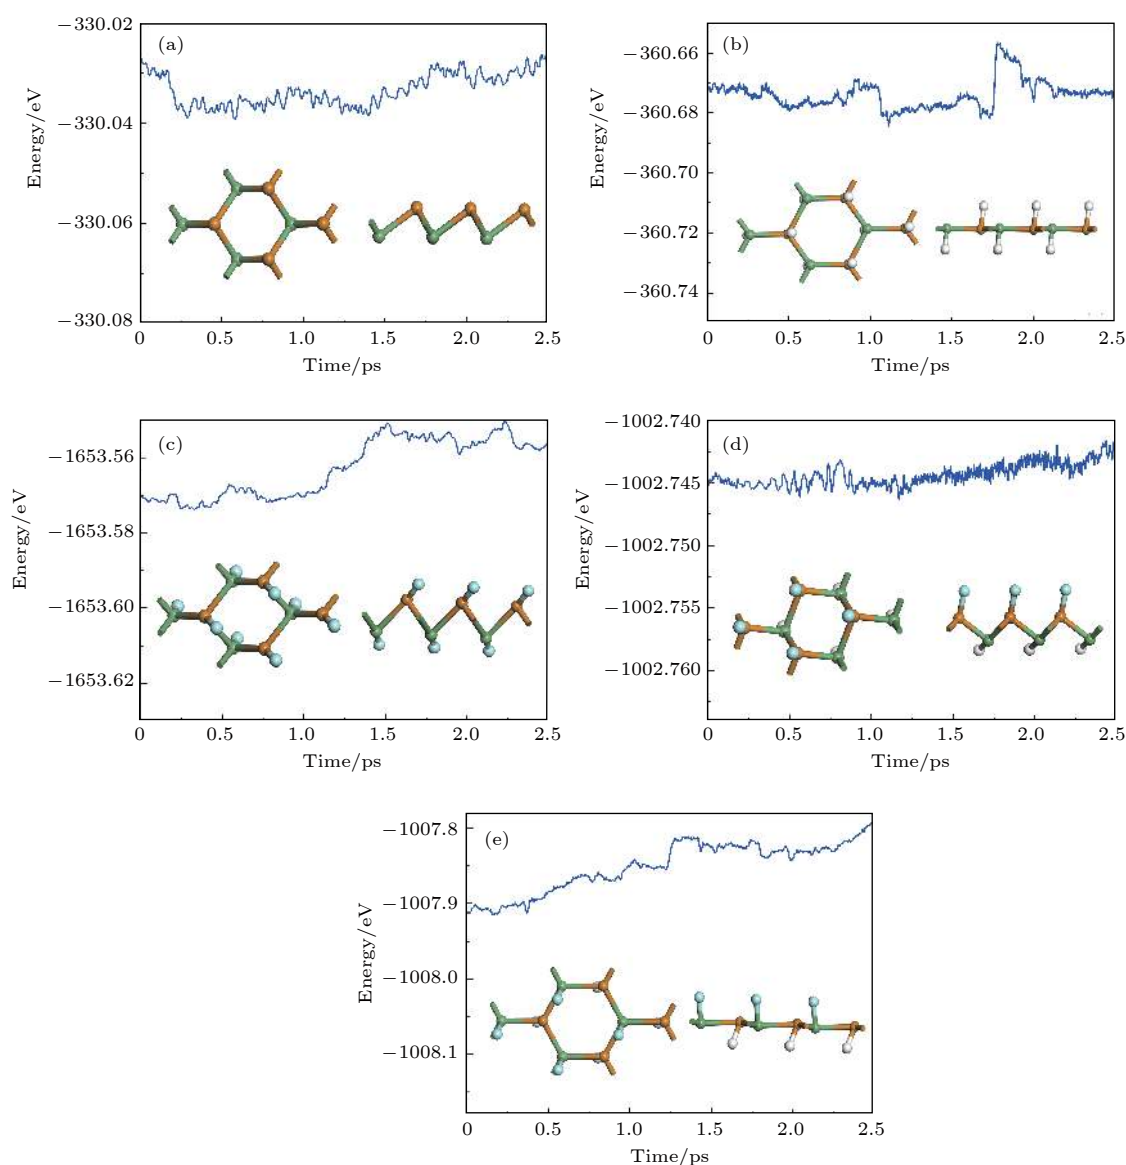 −330.02
(a)
−330.04
−330.06
−330.08
Energy/eV
0 0.5 1.0 1.5 2.0 2.5
Time/ps
−360.66
(b)
−360.68
−360.70
−360.72
−360.74
Energy/eV
0 0.5 1.0 1.5 2.0 2.5
Time/ps
(c)
−1653.56
−1653.58
−1653.60
−1653.62
Energy/eV
0 0.5 1.0 1.5 2.0 2.5
Time/ps
−1002.740
(d)
−1002.745
−1002.750
−1002.755
−1002.760
Energy/eV
0 0.5 1.0 1.5 2.0 2.5
Time/ps
−1007.8
(e)
−1007.9
−1008.0
−1008.1
Energy/eV
0 0.5 1.0 1.5 2.0 2.5
Time/ps